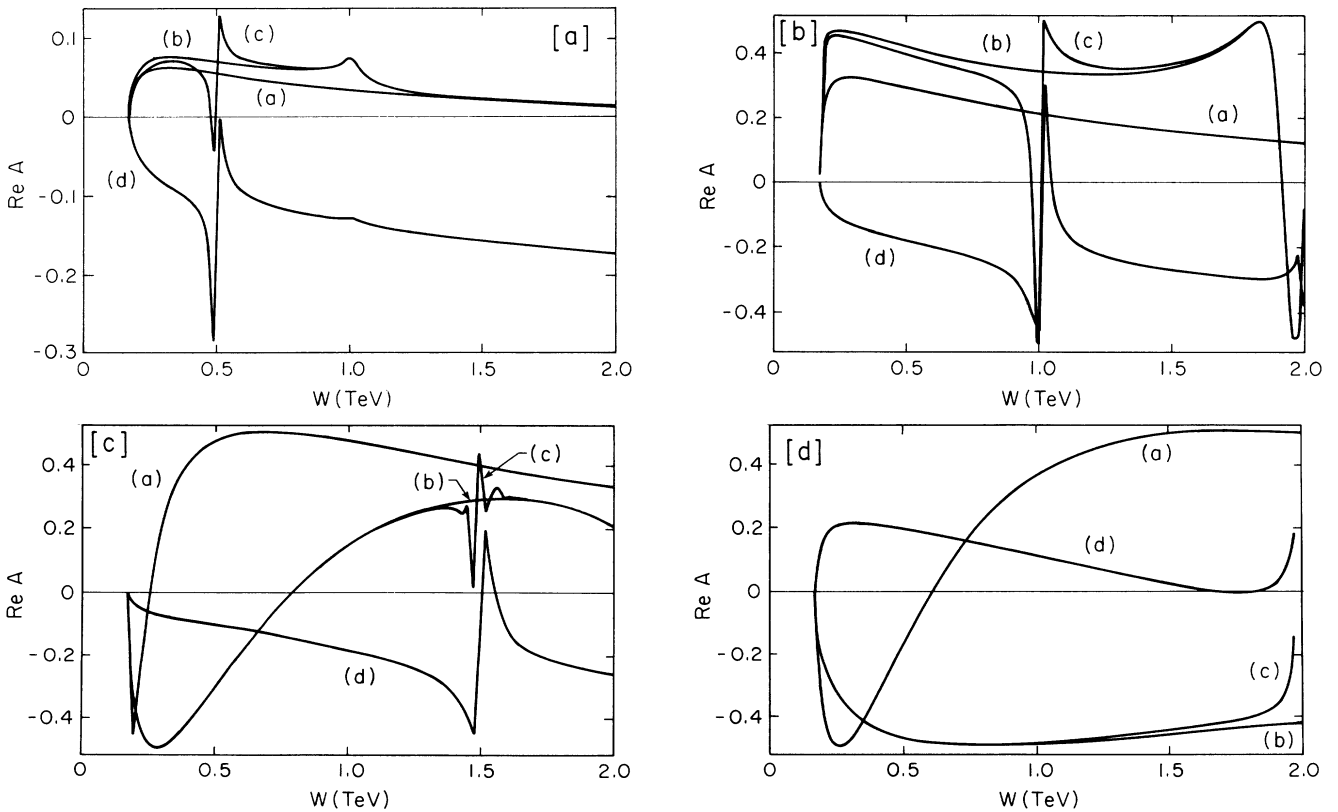 [a]
(b)
(c)
(a)
(d)
0.1
0
-0.1
-0.2
-0.3
Re A
0
0.5
1.0
1.5
2.0
W (TeV)
[b]
(b)
(c)
(a)
(d)
0.4
0.2
0
-0.2
-0.4
Re A
0
0.5
1.0
1.5
2.0
W (TeV)
[c]
(a)
(b)
(c)
(d)
0.4
0.2
0
-0.2
-0.4
Re A
0
0.5
1.0
1.5
2.0
W (TeV)
[d]
(a)
(d)
(c)
(b)
0.4
0.2
0
-0.2
-0.4
Re A
0
0.5
1.0
1.5
2.0
W (TeV)